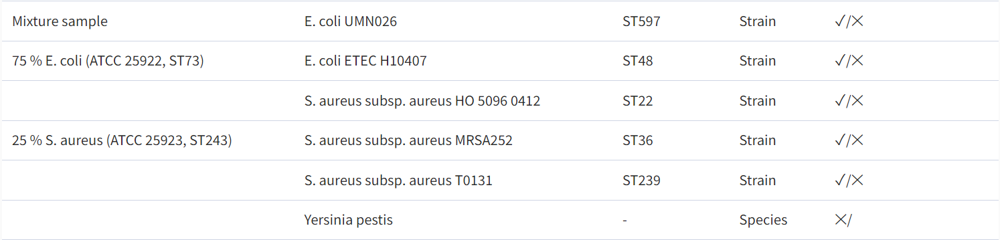 Mixture sample E. coli UMN026 ST597 Strain ✓/✕
75 % E. coli (ATCC 25922, ST73) E. coli ETEC H10407 ST48 Strain ✓/✕
S. aureus subsp. aureus HO 5096 0412 ST22 Strain ✓/✕
25 % S. aureus (ATCC 25923, ST243) S. aureus subsp. aureus MRSA252 ST36 Strain ✓/✕
S. aureus subsp. aureus T0131 ST239 Strain ✓/✕
Yersinia pestis - Species ✕/